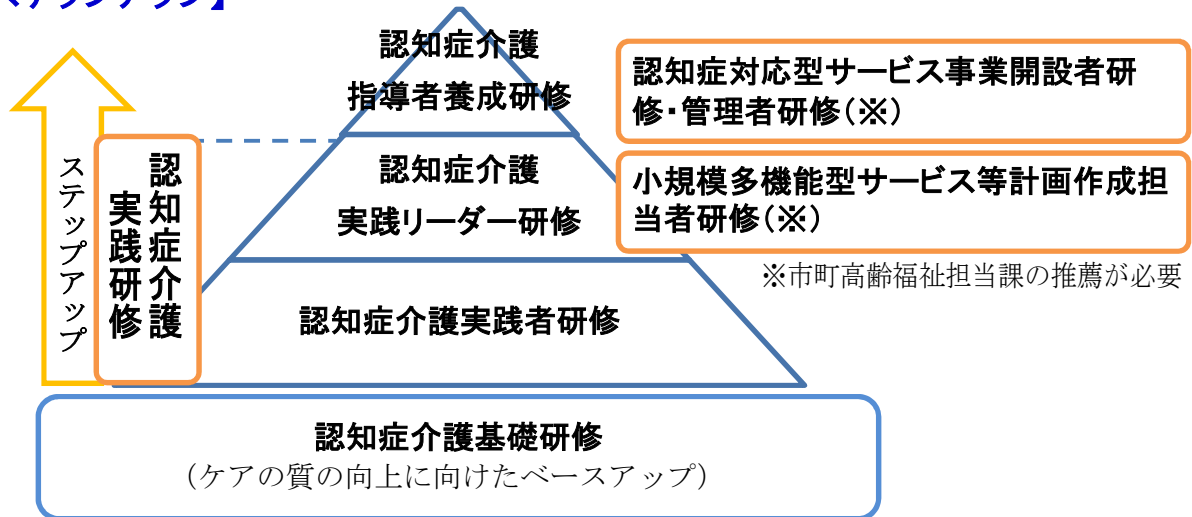 認知症介護
指導者養成研修
認知症対応型サービス事業開設者研
修・管理者研修(※)
認知症介護
実践リーダー研修
小規模多機能型サービス等計画作成担
当者研修(※)
※市町高齢福祉担当課の推薦が必要
ステップアップ
認知症介護
実践研修
認知症介護実践者研修
認知症介護基礎研修
(ケアの質の向上に向けたベースアップ)